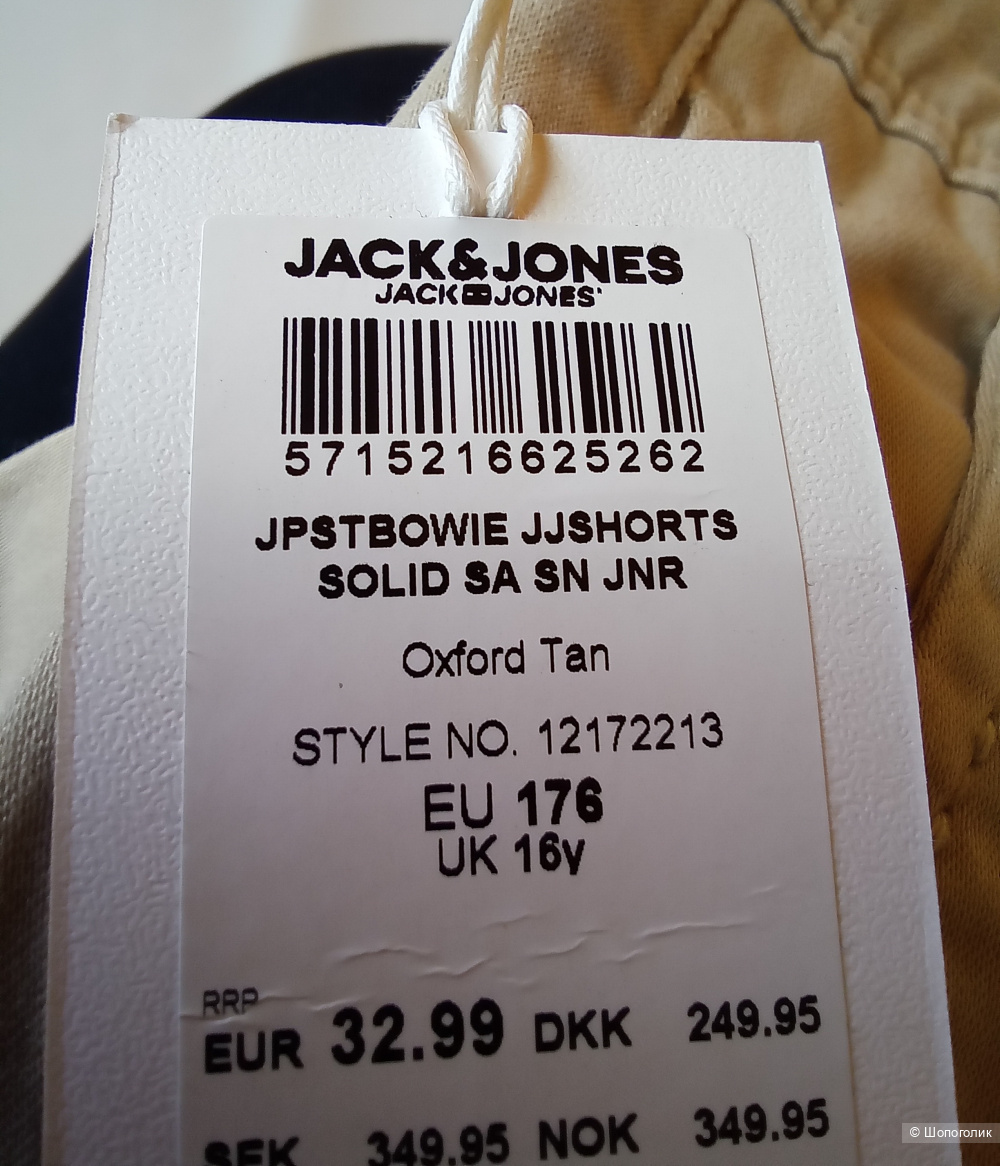 JACK&JONES
JACK JONES
5715216625262
JPSTBOWIE JJSHORTS
SOLID SA SN JNR
Oxford Tan
STYLE NO. 12172213
EU 176
UK 16y
RRP
EUR 32.99 DKK 249.95
SEK 349.95 NOK 349.95
© Шопоголик